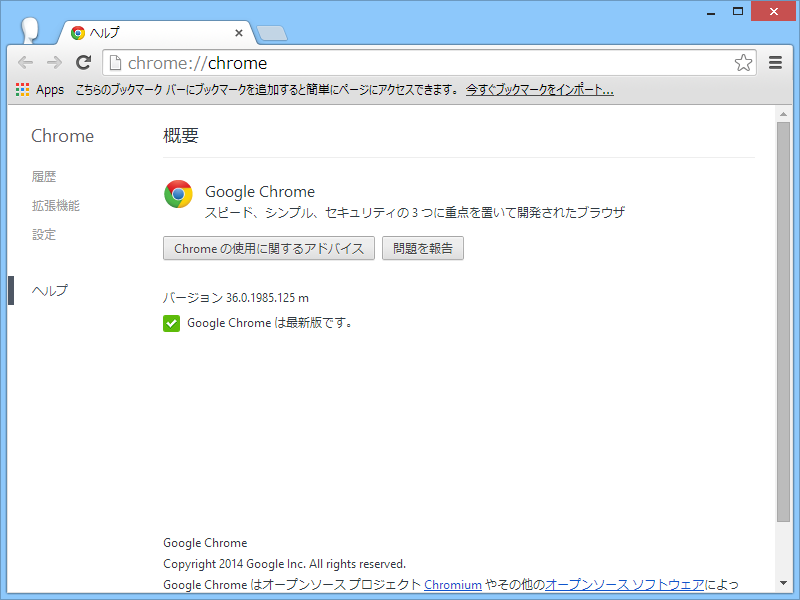 ヘルプ
chrome://chrome
Apps こちらのブックマーク バーにブックマークを追加すると簡単にページにアクセスできます。 今すぐブックマークをインポート...
Chrome
概要
履歴
拡張機能
設定
ヘルプ
Google Chrome
スピード、シンプル、セキュリティの 3 つに重点を置いて開発されたブラウザ
Chrome の使用に関するアドバイス 問題を報告
バージョン 36.0.1985.125 m
Google Chrome は最新版です。
Google Chrome
Copyright 2014 Google Inc. All rights reserved.
Google Chrome はオープンソース プロジェクト Chromium やその他のオープンソース ソフトウェアによっ